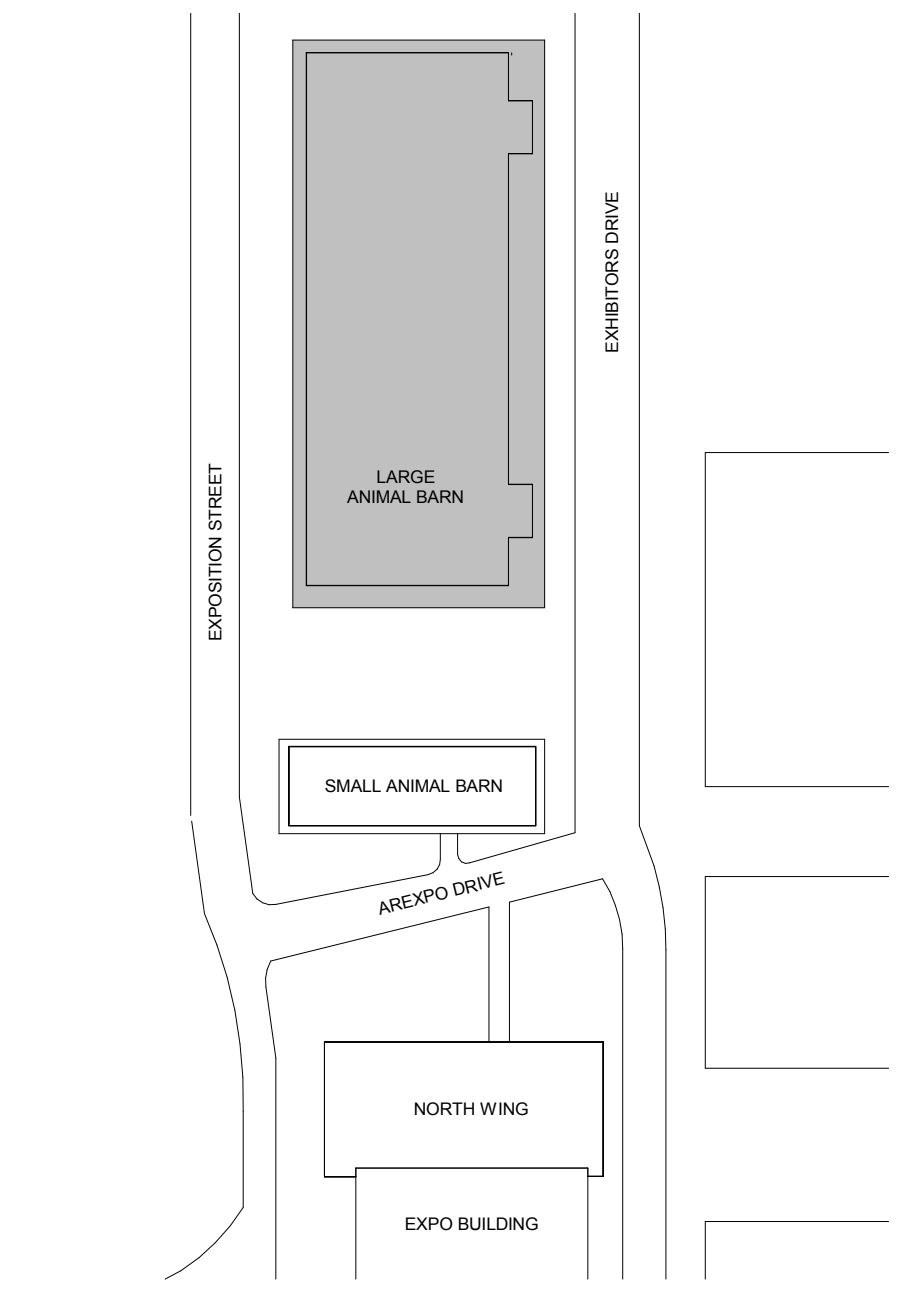 EXHIBITORS DRIVE
LARGE
ANIMAL BARN
EXPOSITION STREET
SMALL ANIMAL BARN
AREXPO DRIVE
NORTH WING
EXPO BUILDING